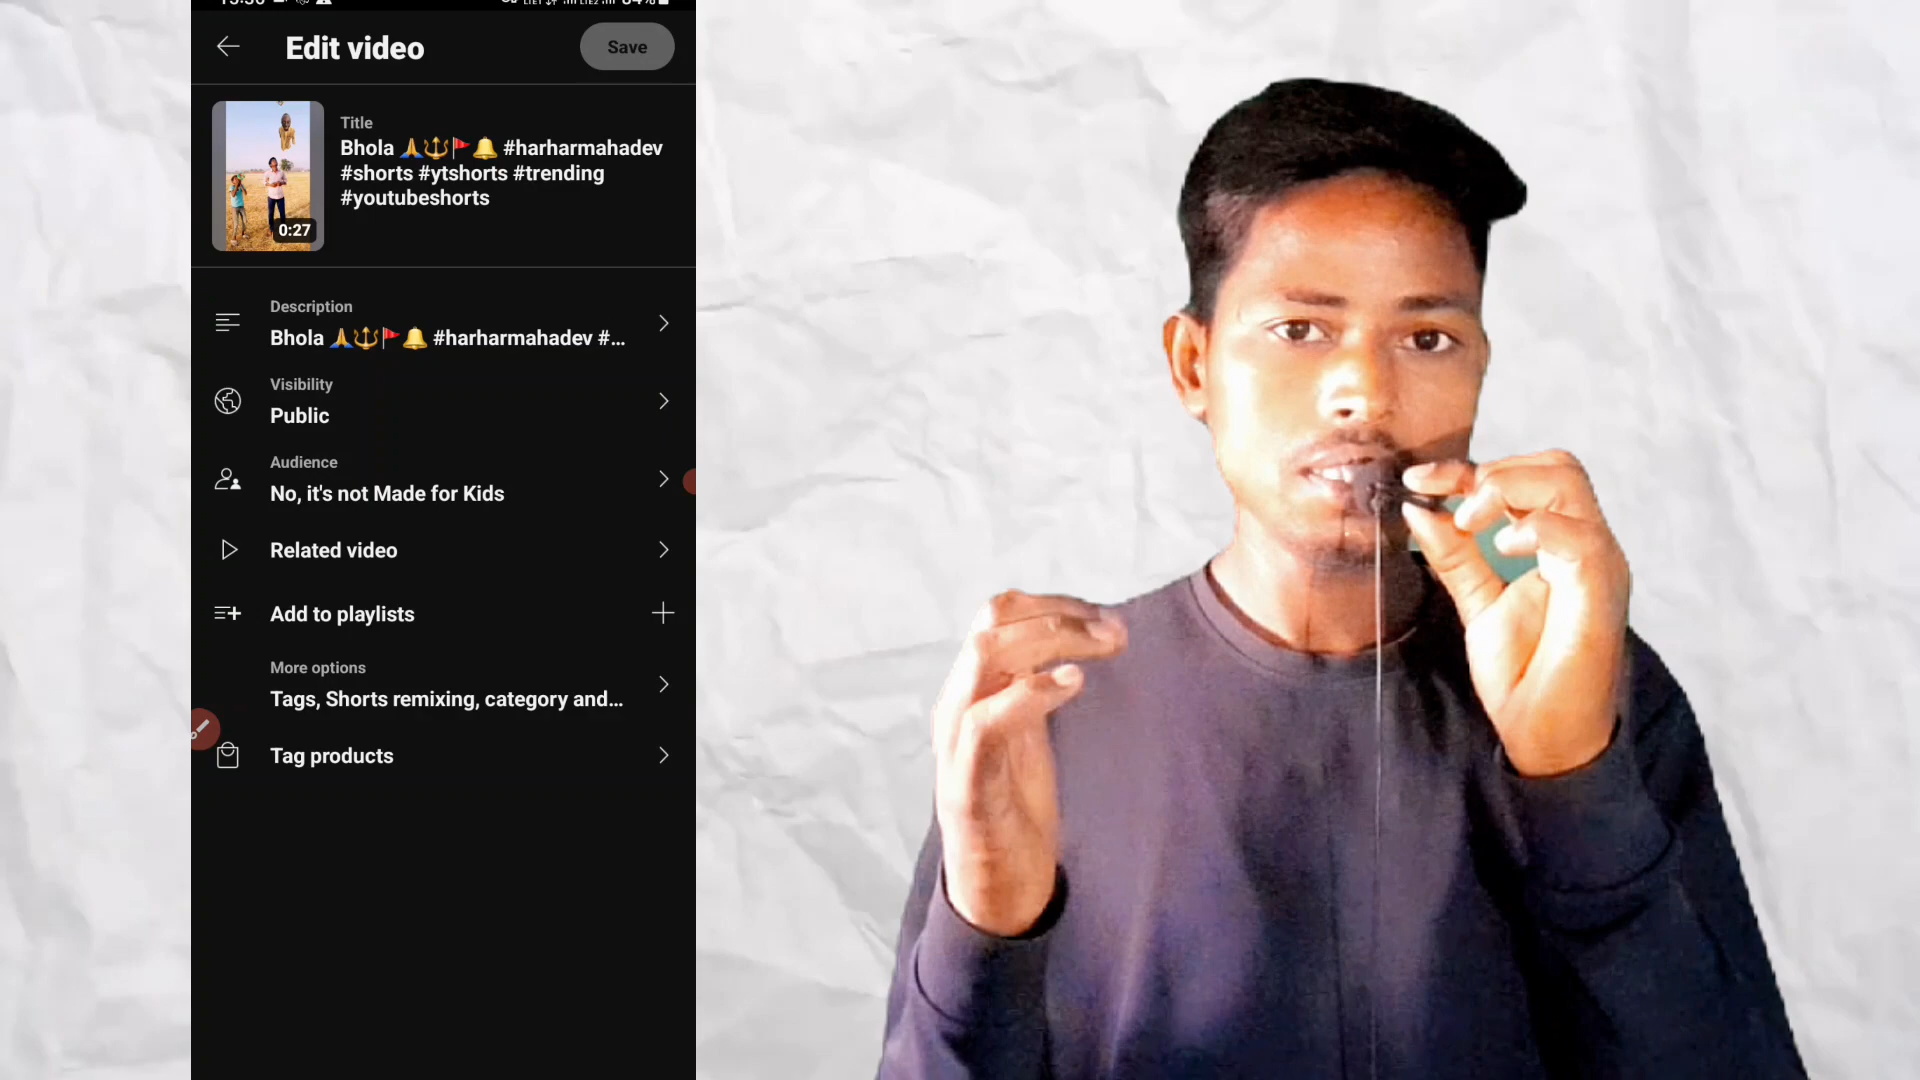 Edit video
Save
Title
Bhola 🙏🔱🚩🔔 #harharmahadev
#shorts #ytshorts #trending
#youtubeshorts
0:27
Description
Bhola 🙏🔱🚩🔔 #harharmahadev #...
Visibility
Public
Audience
No, it's not Made for Kids
Related video
Add to playlists
More options
Tags, Shorts remixing, category and...
Tag products